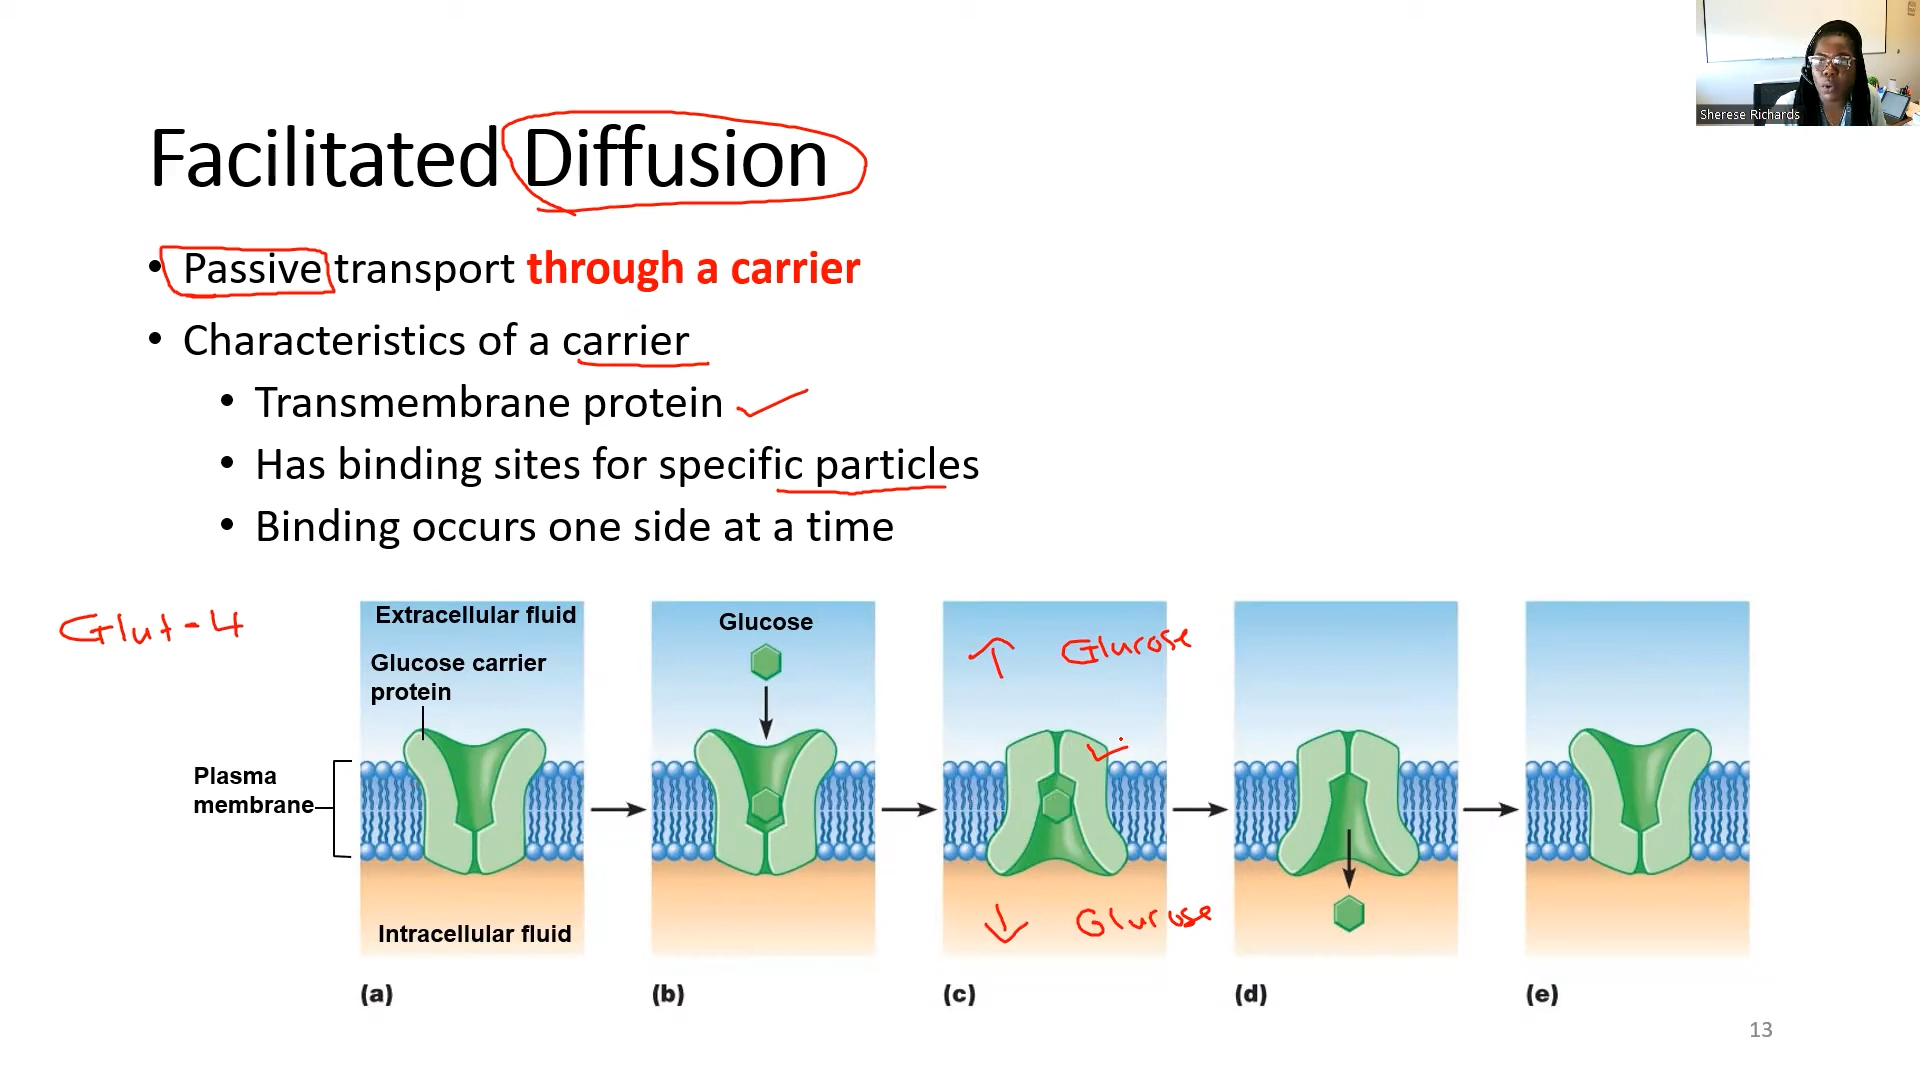 Sherese Richards
Facilitated Diffusion
• Passive transport through a carrier
• Characteristics of a carrier
• Transmembrane protein
• Has binding sites for specific particles
• Binding occurs one side at a time
Glut-4
Extracellular fluid
Glucose carrier
protein
Plasma
membrane
Intracellular fluid
Glucose
↑ Glucose
↓ Glucose
(a)
(b)
(c)
(d)
(e)
13